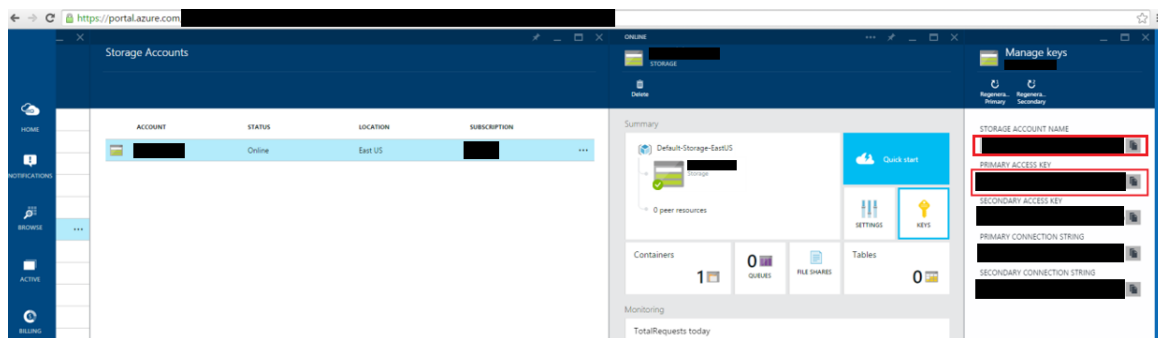 https://portal.azure.com
Storage Accounts
ONLINE
STORAGE
Delete
Manage keys
Regenera... Regenera...
Primary Secondary
HOME
NOTIFICATIONS
BROWSE
ACTIVE
BILLING
ACCOUNT STATUS LOCATION SUBSCRIPTION
Online East US
Summary
Default-Storage-EastUS
Storage
0 peer resources
Quick start
SETTINGS
KEYS
Containers
1
0
QUEUES
FILE SHARES
Tables
0
Monitoring
TotalRequests today
STORAGE ACCOUNT NAME
PRIMARY ACCESS KEY
SECONDARY ACCESS KEY
PRIMARY CONNECTION STRING
SECONDARY CONNECTION STRING